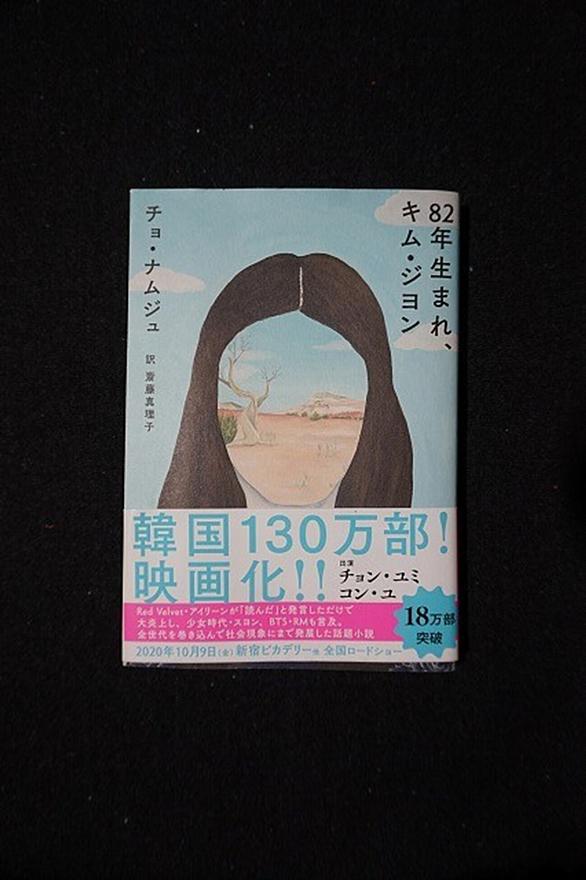 82年生まれ、
キム・ジヨン
チョ・ナムジュ
訳 斎藤真理子
韓国130万部!
映画化!!
出演
チョン・ユミ
コン・ユ
Red Velvet・アイリーンが「読んだ」と発言しただけで
大炎上し、少女時代・スヨン、BTS・RMも言及。
全世代を巻き込んで社会現象にまで発展した話題小説
18万部
突破
2020年10月9日(金)新宿ピカデリー他 全国ロードショー